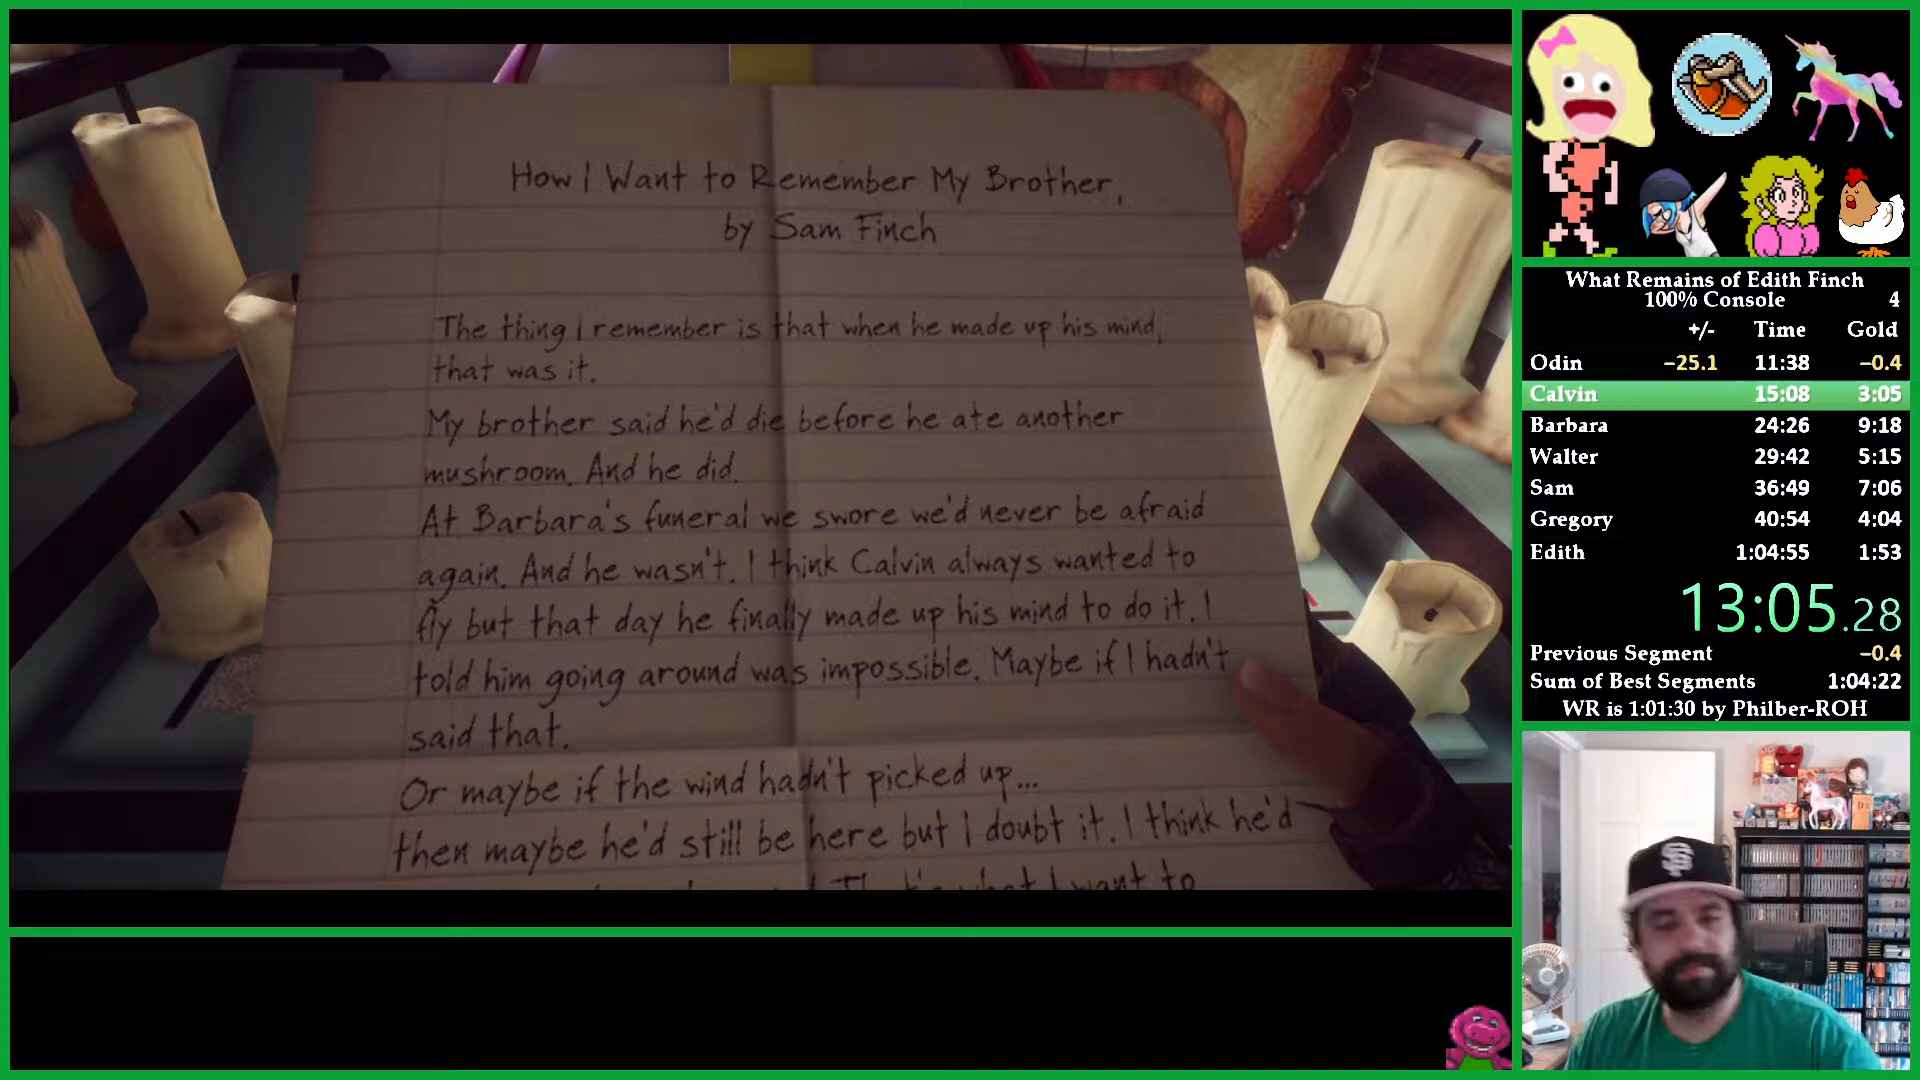 How I Want to Remember My Brother,
by Sam Finch
The thing I remember is that when he made up his mind,
that was it.
My brother said he'd die before he ate another
mushroom. And he did.
At Barbara's funeral we swore we'd never be afraid
again. And he wasn't. I think Calvin always wanted to
fly but that day he finally made up his mind to do it. I
told him going around was impossible. Maybe if I hadn't
said that.
Or maybe if the wind hadn't picked up...
then maybe he'd still be here but I doubt it. I think he'd
That's what I want to
What Remains of Edith Finch
100% Console 4
+/- Time Gold
Odin −25.1 11:38 −0.4
Calvin 15:08 3:05
Barbara 24:26 9:18
Walter 29:42 5:15
Sam 36:49 7:06
Gregory 40:54 4:04
Edith 1:04:55 1:53
13:05.28
Previous Segment −0.4
Sum of Best Segments 1:04:22
WR is 1:01:30 by Philber-ROH